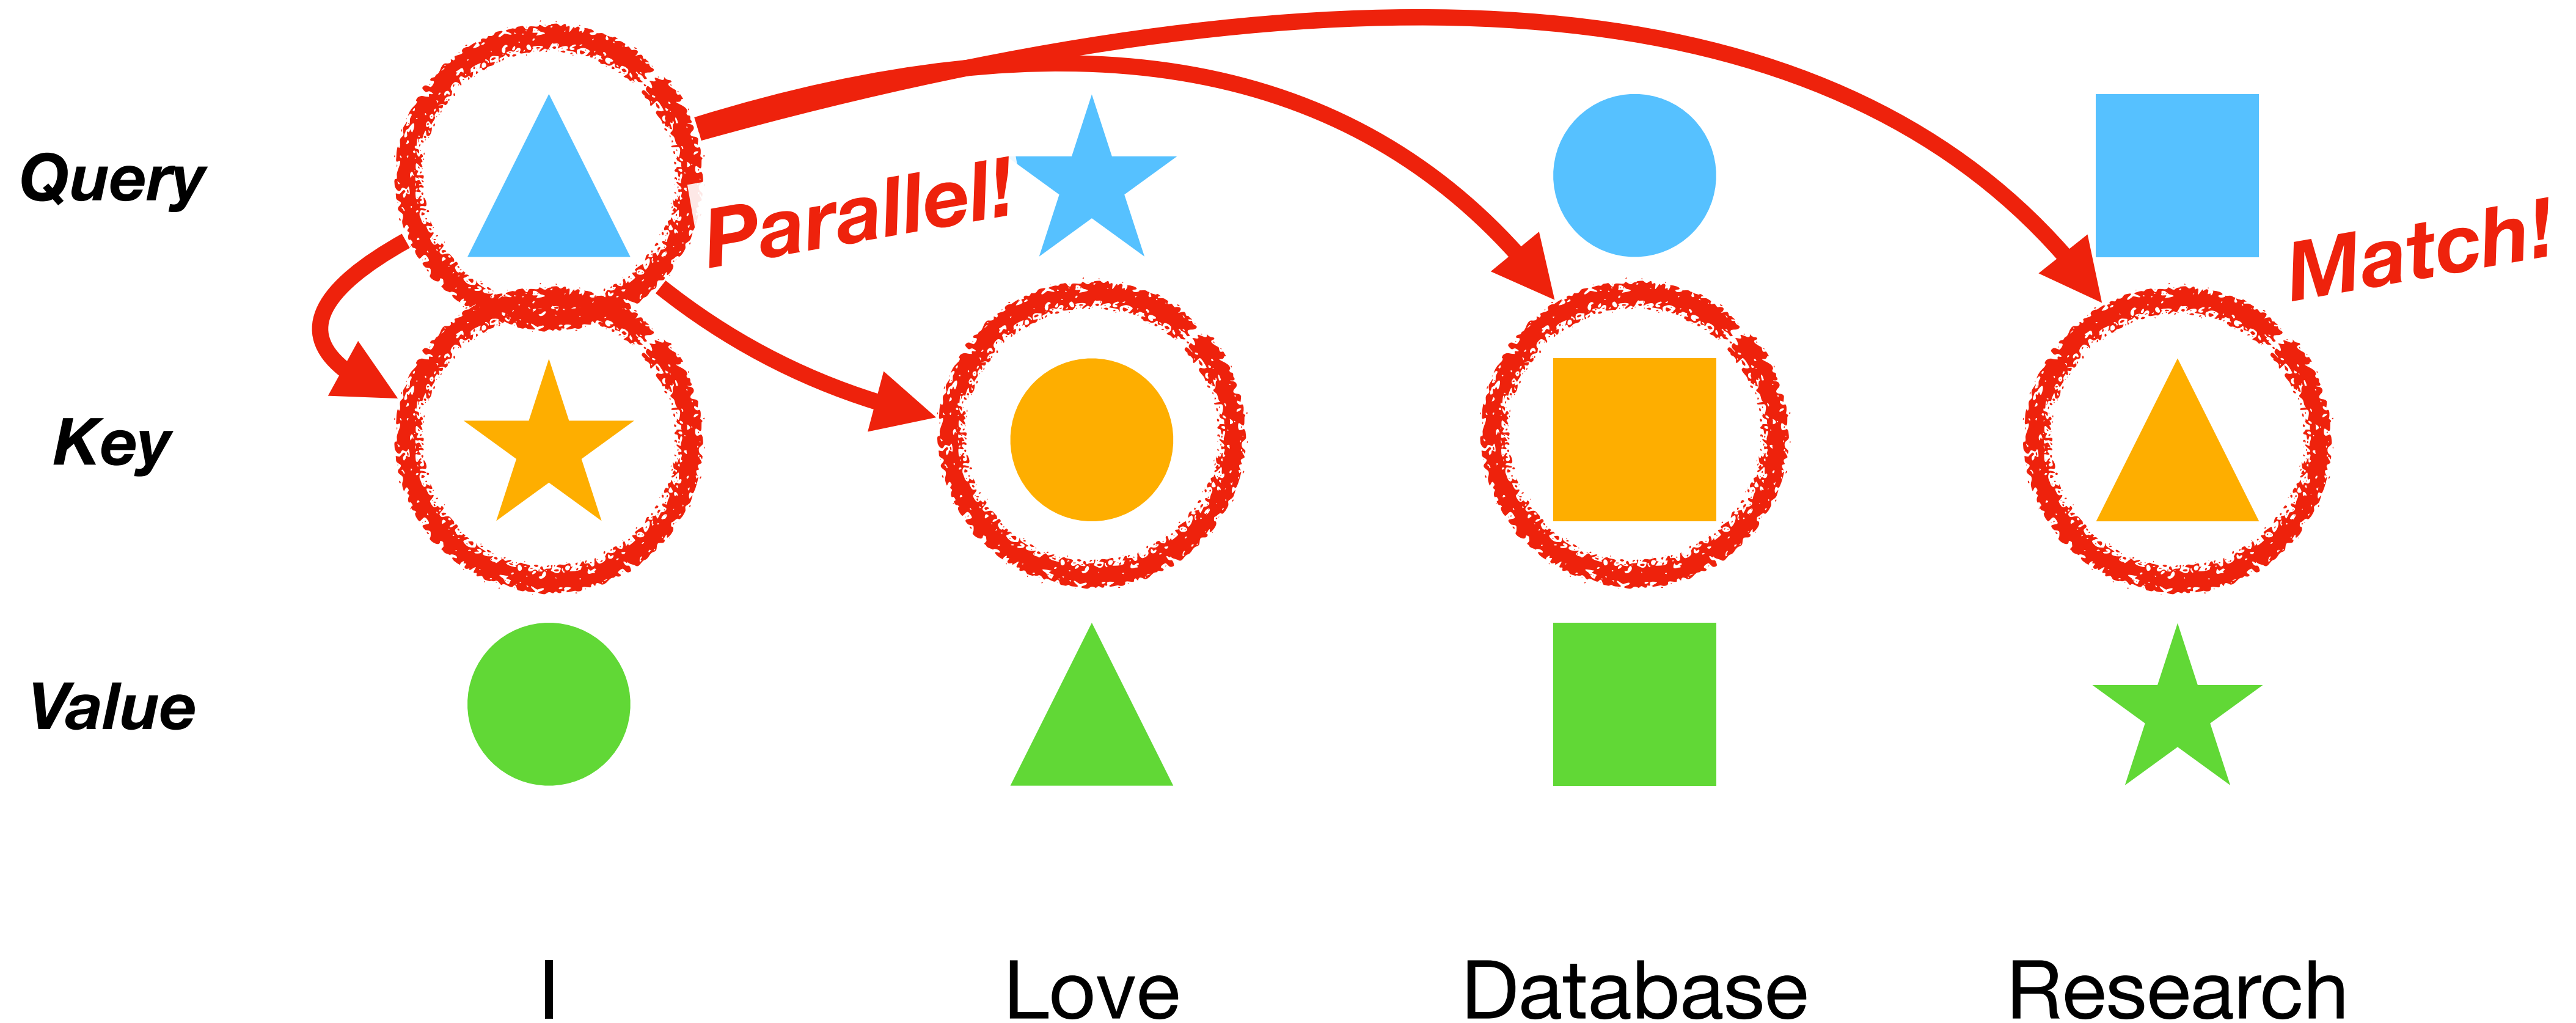 Query
Parallel!
Match!
Key
Value
I Love Database Research